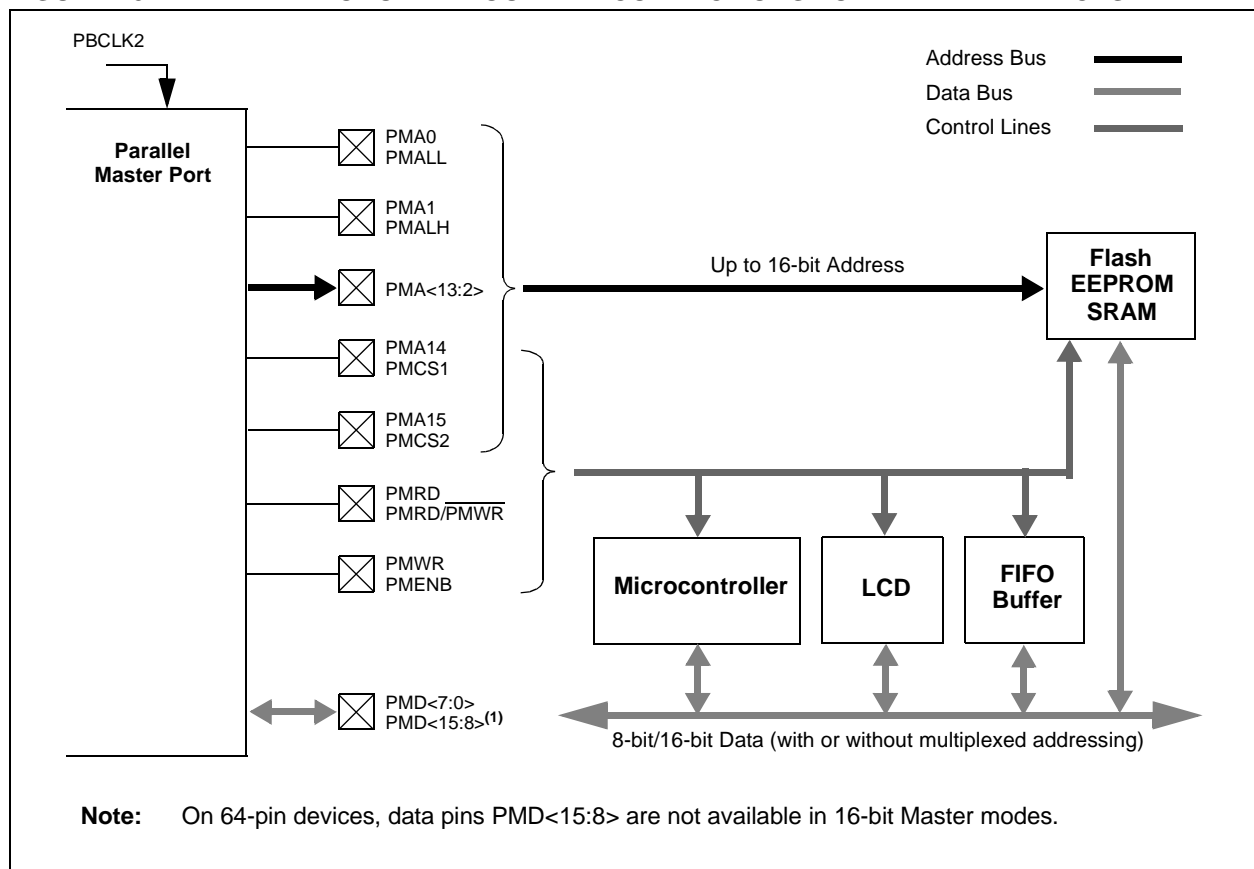 PBCLK2
Address Bus
Data Bus
Control Lines
Parallel
Master Port
PMA0
PMALL
PMA1
PMALH
PMA<13:2>
PMA14
PMCS1
PMA15
PMCS2
PMRD
PMRD/PMWR
PMWR
PMENB
PMD<7:0>
PMD<15:8>(1)
Up to 16-bit Address
Flash
EEPROM
SRAM
Microcontroller
LCD
FIFO
Buffer
8-bit/16-bit Data (with or without multiplexed addressing)
Note: On 64-pin devices, data pins PMD<15:8> are not available in 16-bit Master modes.